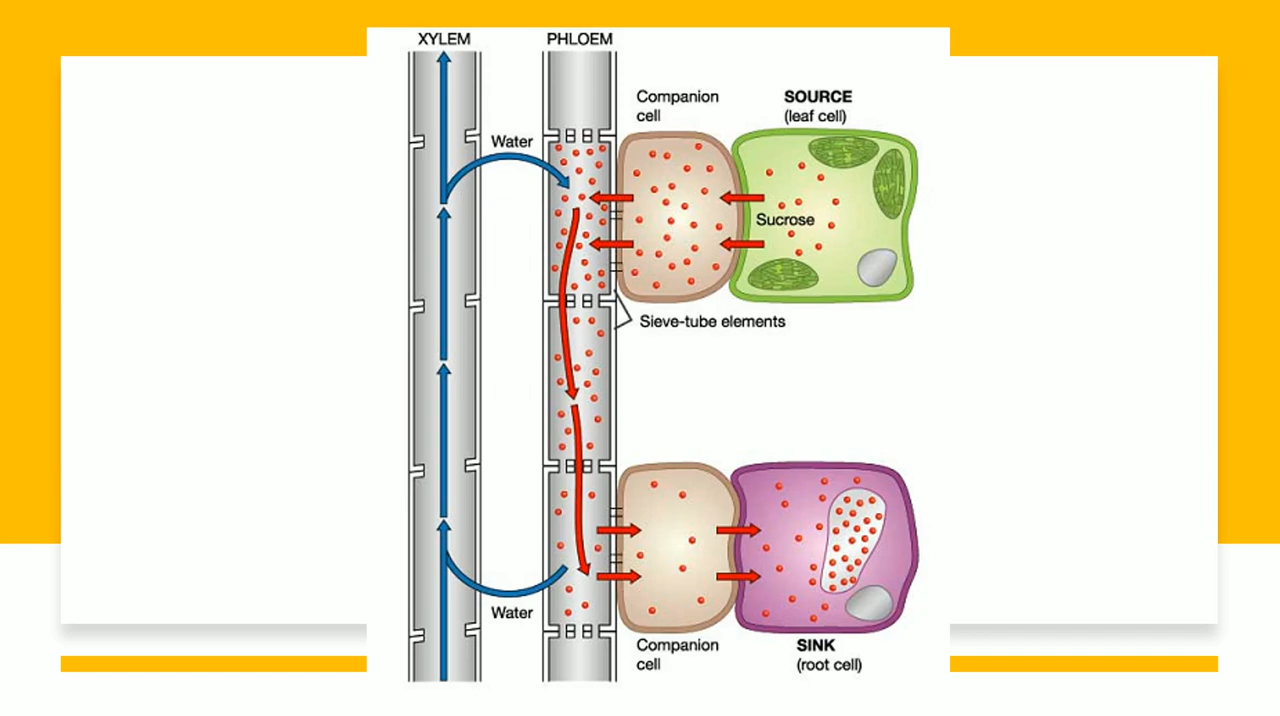 XYLEM
PHLOEM
Companion
cell
SOURCE
(leaf cell)
Water
Sucrose
Sieve-tube elements
Water
Companion
cell
SINK
(root cell)